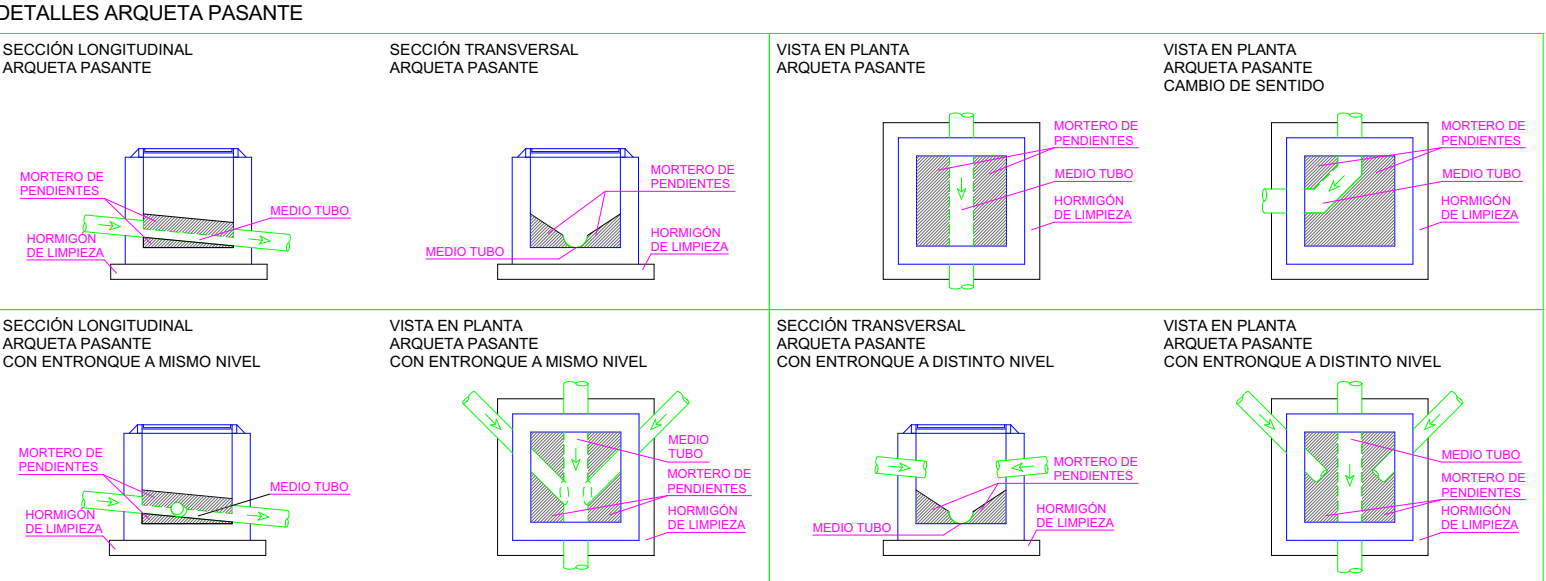 DETALLES ARQUETA PASANTE
SECCIÓN LONGITUDINAL
ARQUETA PASANTE
MORTERO DE
PENDIENTES
MEDIO TUBO
HORMIGÓN
DE LIMPIEZA
SECCIÓN TRANSVERSAL
ARQUETA PASANTE
MORTERO DE
PENDIENTES
MEDIO TUBO
HORMIGÓN
DE LIMPIEZA
VISTA EN PLANTA
ARQUETA PASANTE
MORTERO DE
PENDIENTES
MEDIO TUBO
HORMIGÓN
DE LIMPIEZA
VISTA EN PLANTA
ARQUETA PASANTE
CAMBIO DE SENTIDO
MORTERO DE
PENDIENTES
MEDIO TUBO
HORMIGÓN
DE LIMPIEZA
SECCIÓN LONGITUDINAL
ARQUETA PASANTE
CON ENTRONQUE A MISMO NIVEL
MORTERO DE
PENDIENTES
MEDIO TUBO
HORMIGÓN
DE LIMPIEZA
VISTA EN PLANTA
ARQUETA PASANTE
CON ENTRONQUE A MISMO NIVEL
MEDIO
TUBO
MORTERO DE
PENDIENTES
HORMIGÓN
DE LIMPIEZA
SECCIÓN TRANSVERSAL
ARQUETA PASANTE
CON ENTRONQUE A DISTINTO NIVEL
MORTERO DE
PENDIENTES
HORMIGÓN
DE LIMPIEZA
MEDIO TUBO
VISTA EN PLANTA
ARQUETA PASANTE
CON ENTRONQUE A DISTINTO NIVEL
MEDIO TUBO
MORTERO DE
PENDIENTES
HORMIGÓN
DE LIMPIEZA